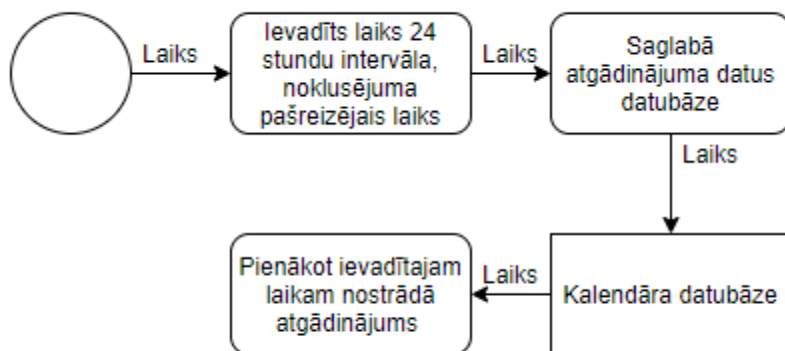 Laiks
Ievadīts laiks 24
stundu intervāla,
noklusējuma
pašreizējais laiks
Laiks
Saglabā
atgādinājuma datus
datubāze
Laiks
Kalendāra datubāze
Laiks
Pienākot ievadītajam
laikam nostrādā
atgādinājums